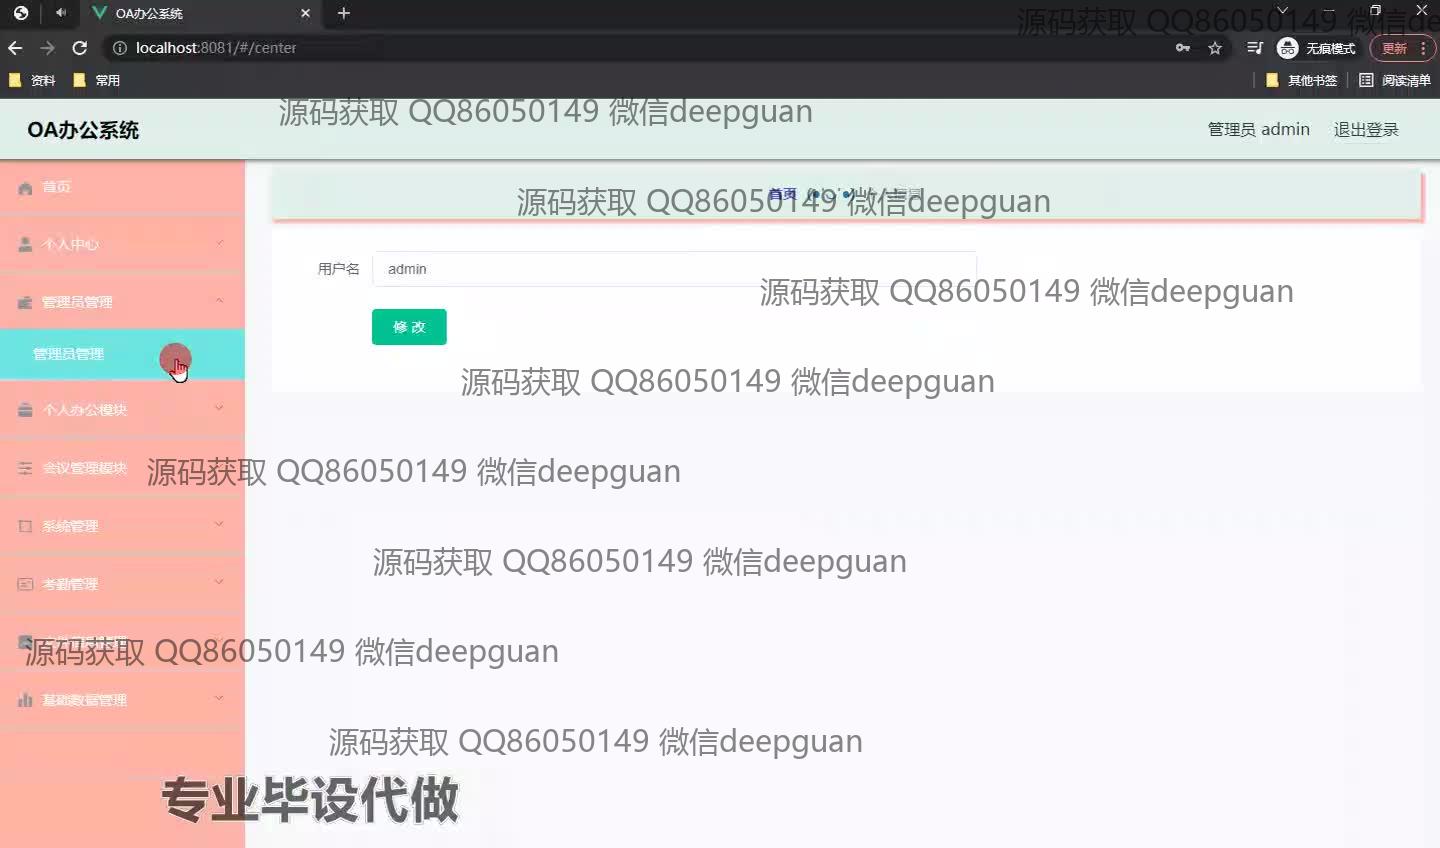 OA办公系统
源码获取 QQ86050149 微信de
localhost:8081/#/center
无痕模式
更新
资料
常用
其他书签
阅读清单
源码获取 QQ86050149 微信deepguan
OA办公系统
管理员 admin
退出登录
首页
首页
源码获取 QQ86050149 微信deepguan
个人中心
用户名
admin
管理员管理
源码获取 QQ86050149 微信deepguan
修 改
管理员管理
源码获取 QQ86050149 微信deepguan
个人办公模块
会议管理模块
源码获取 QQ86050149 微信deepguan
系统管理
源码获取 QQ86050149 微信deepguan
考勤管理
源码获取 QQ86050149 微信deepguan
基础数据管理
源码获取 QQ86050149 微信deepguan
专业毕设代做